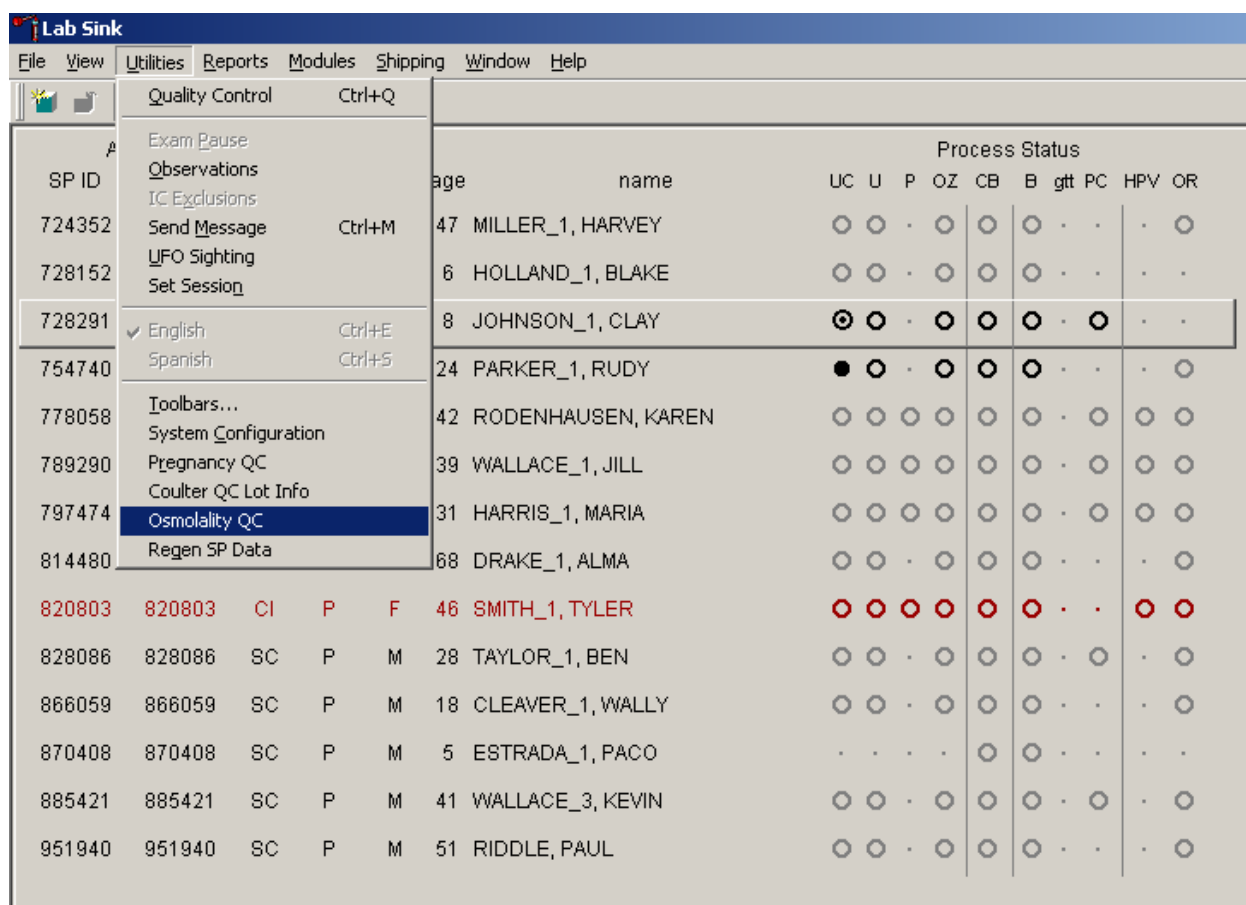 Lab Sink
File View Utilities Reports Modules Shipping Window Help
Quality Control Ctrl+Q
Exam Pause
Observations
IC Exclusions
Send Message Ctrl+M
UFO Sighting
Set Session
English Ctrl+E
Spanish Ctrl+S
Toolbars...
System Configuration
Pregnancy QC
Coulter QC Lot Info
Osmolality QC
Regen SP Data
A Process Status
SP ID age name UC U P OZ CB B gtt PC HPV OR
724352 47 MILLER_1, HARVEY
728152 6 HOLLAND_1, BLAKE
728291 8 JOHNSON_1, CLAY
754740 24 PARKER_1, RUDY
778058 42 RODENHAUSEN, KAREN
789290 39 WALLACE_1, JILL
797474 31 HARRIS_1, MARIA
814480 68 DRAKE_1, ALMA
820803 820803 CI P F 46 SMITH_1, TYLER
828086 828086 SC P M 28 TAYLOR_1, BEN
866059 866059 SC P M 18 CLEAVER_1, WALLY
870408 870408 SC P M 5 ESTRADA_1, PACO
885421 885421 SC P M 41 WALLACE_3, KEVIN
951940 951940 SC P M 51 RIDDLE, PAUL